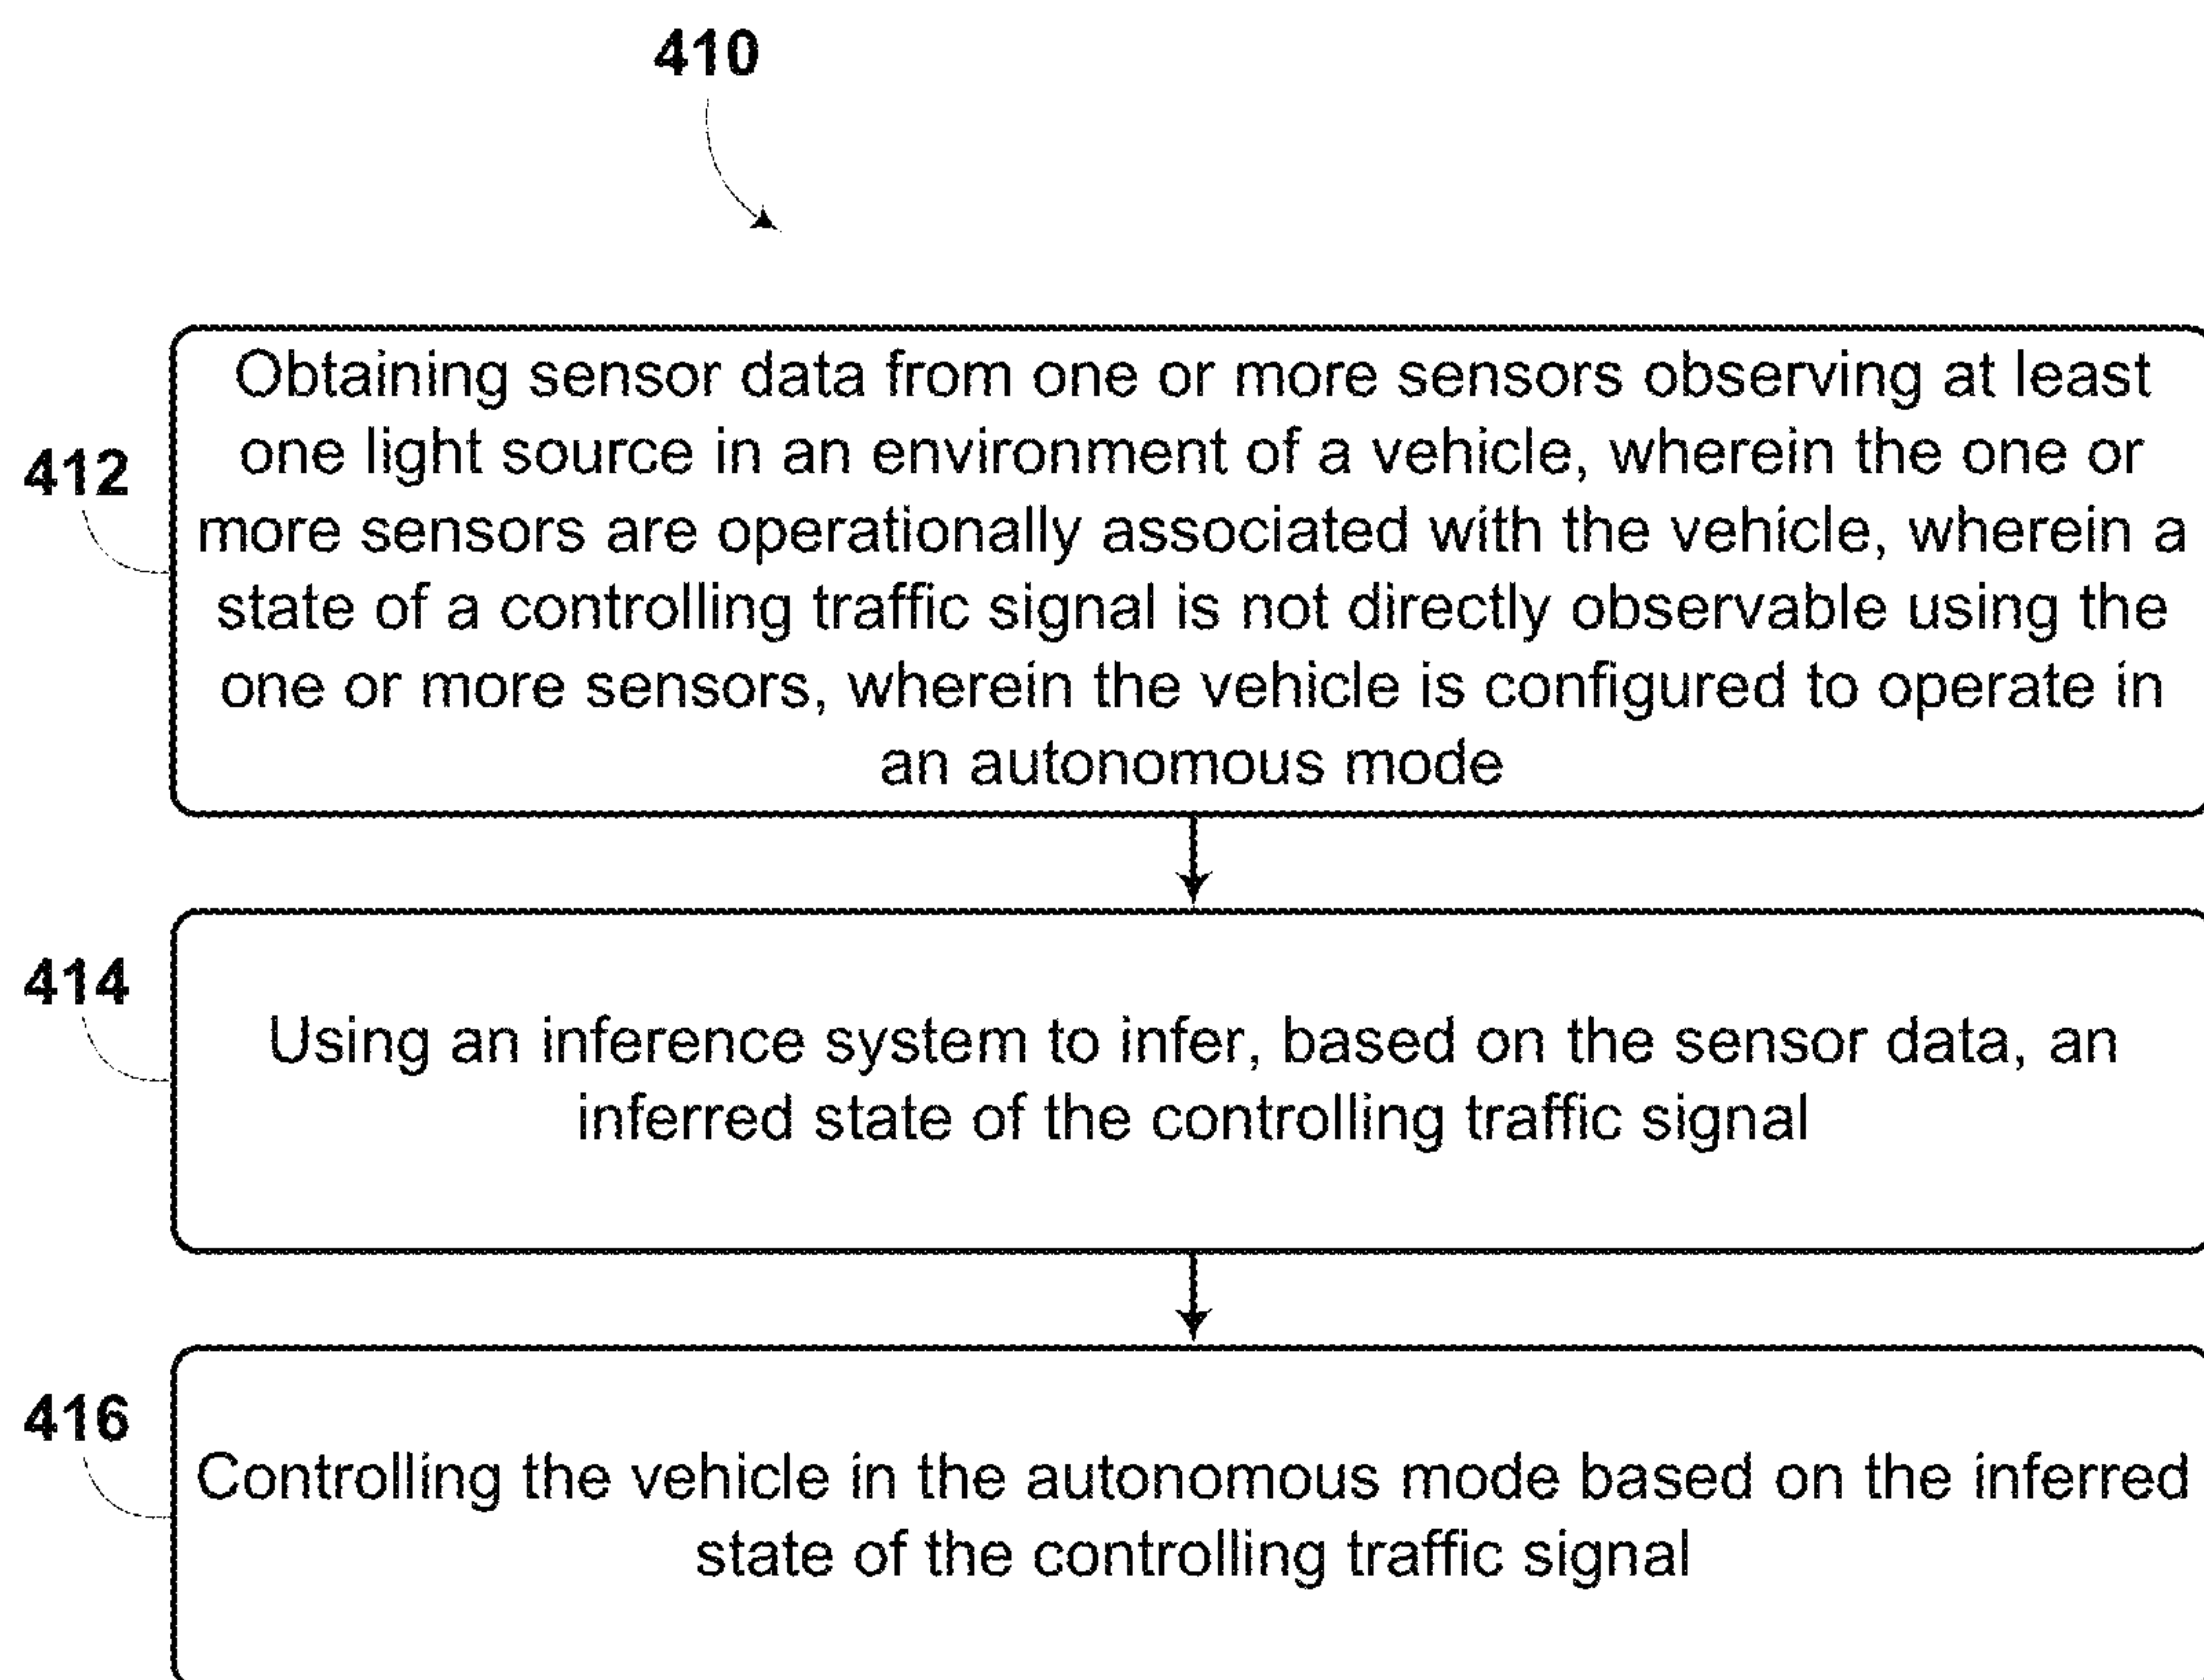 410
412
Obtaining sensor data from one or more sensors observing at least
one light source in an environment of a vehicle, wherein the one or
more sensors are operationally associated with the vehicle, wherein a
state of a controlling traffic signal is not directly observable using the
one or more sensors, wherein the vehicle is configured to operate in
an autonomous mode
414
Using an inference system to infer, based on the sensor data, an
inferred state of the controlling traffic signal
416
Controlling the vehicle in the autonomous mode based on the inferred
state of the controlling traffic signal